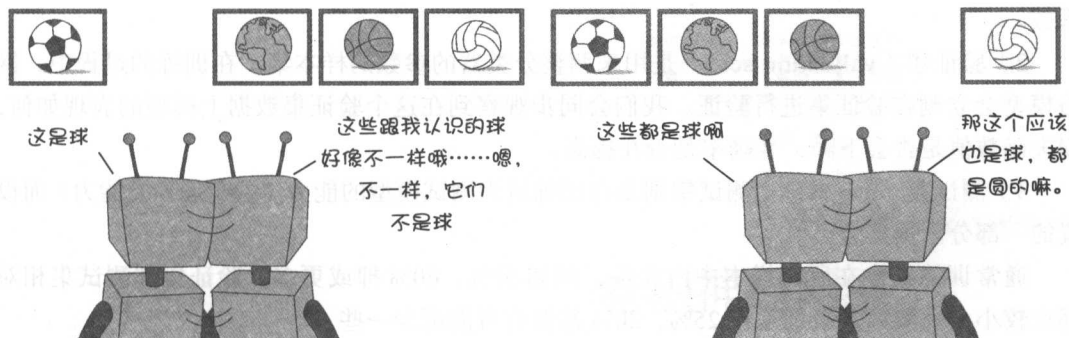 这是球
这些跟我认识的球
好像不一样哦……嗯，
不一样，它们
不是球
这些都是球啊
那这个应该
也是球，都
是圆的嘛。